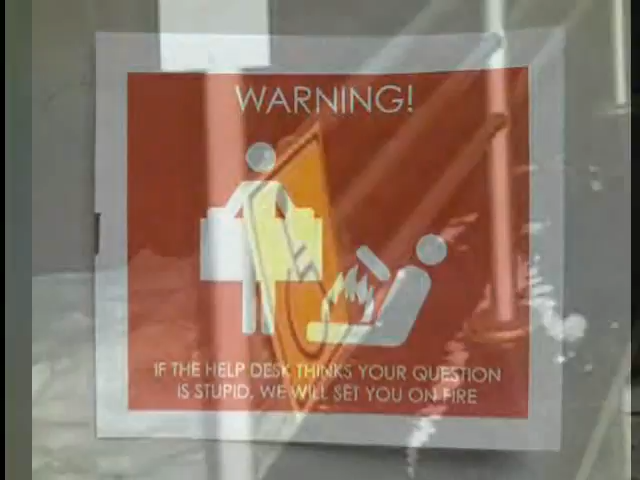 WARNING!
IF THE HELP DESK THINKS YOUR QUESTION
IS STUPID, WE WILL SET YOU ON FIRE